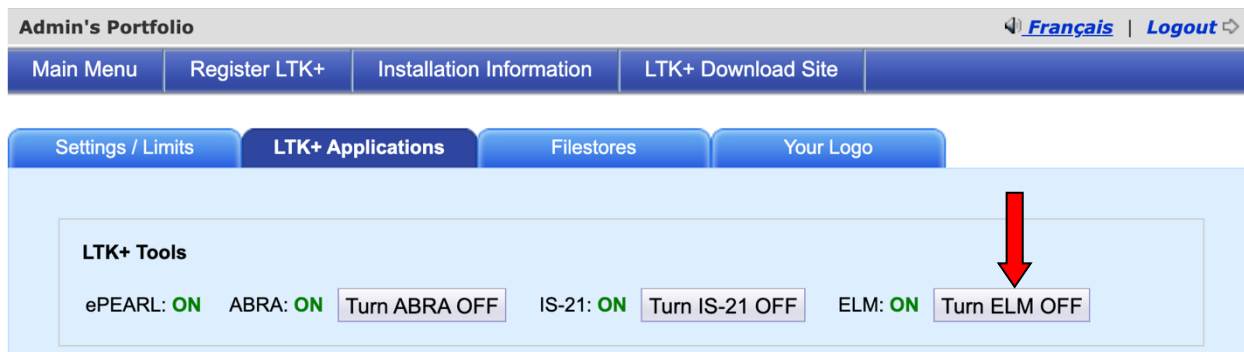 Admin's Portfolio Français | Logout
Main Menu Register LTK+ Installation Information LTK+ Download Site
Settings / Limits LTK+ Applications Filestores Your Logo
LTK+ Tools
ePEARL: ON ABRA: ON Turn ABRA OFF IS-21: ON Turn IS-21 OFF ELM: ON Turn ELM OFF